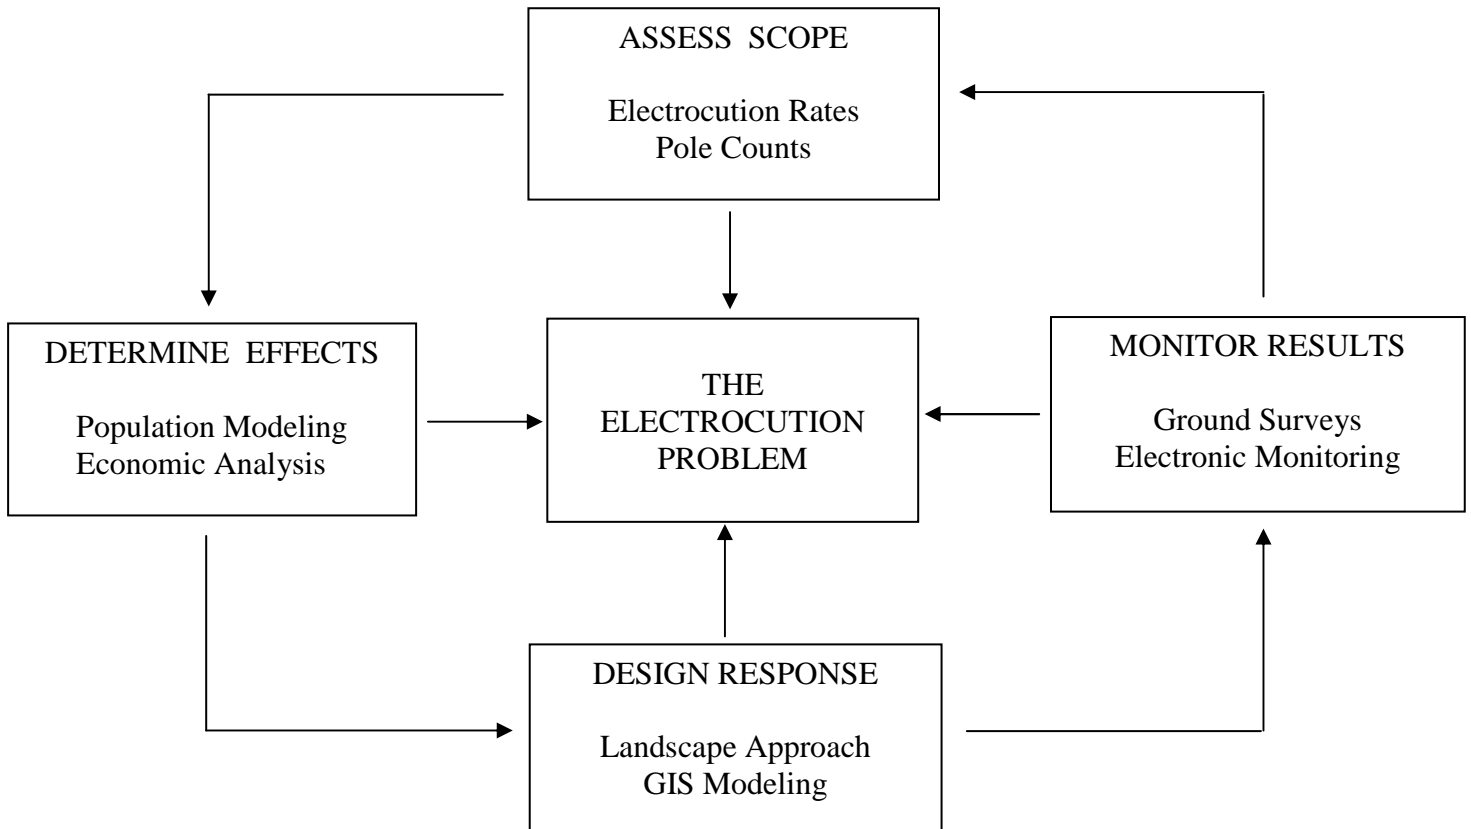 ASSESS SCOPE
Electrocution Rates
Pole Counts
DETERMINE EFFECTS
Population Modeling
Economic Analysis
THE
ELECTROCUTION
PROBLEM
MONITOR RESULTS
Ground Surveys
Electronic Monitoring
DESIGN RESPONSE
Landscape Approach
GIS Modeling